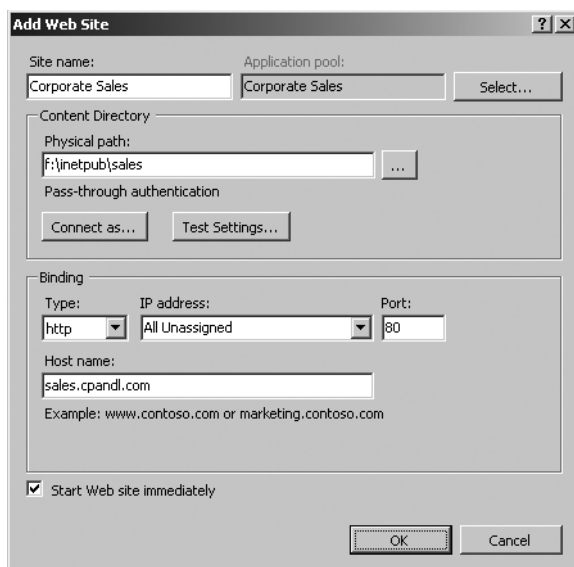 Add Web Site
? X
Site name: Application pool:
Corporate Sales Corporate Sales Select...
Content Directory
Physical path:
f:\inetpub\sales ...
Pass-through authentication
Connect as... Test Settings...
Binding
Type: IP address: Port:
http All Unassigned 80
Host name:
sales.cpandl.com
Example: www.contoso.com or marketing.contoso.com
Start Web site immediately
OK Cancel